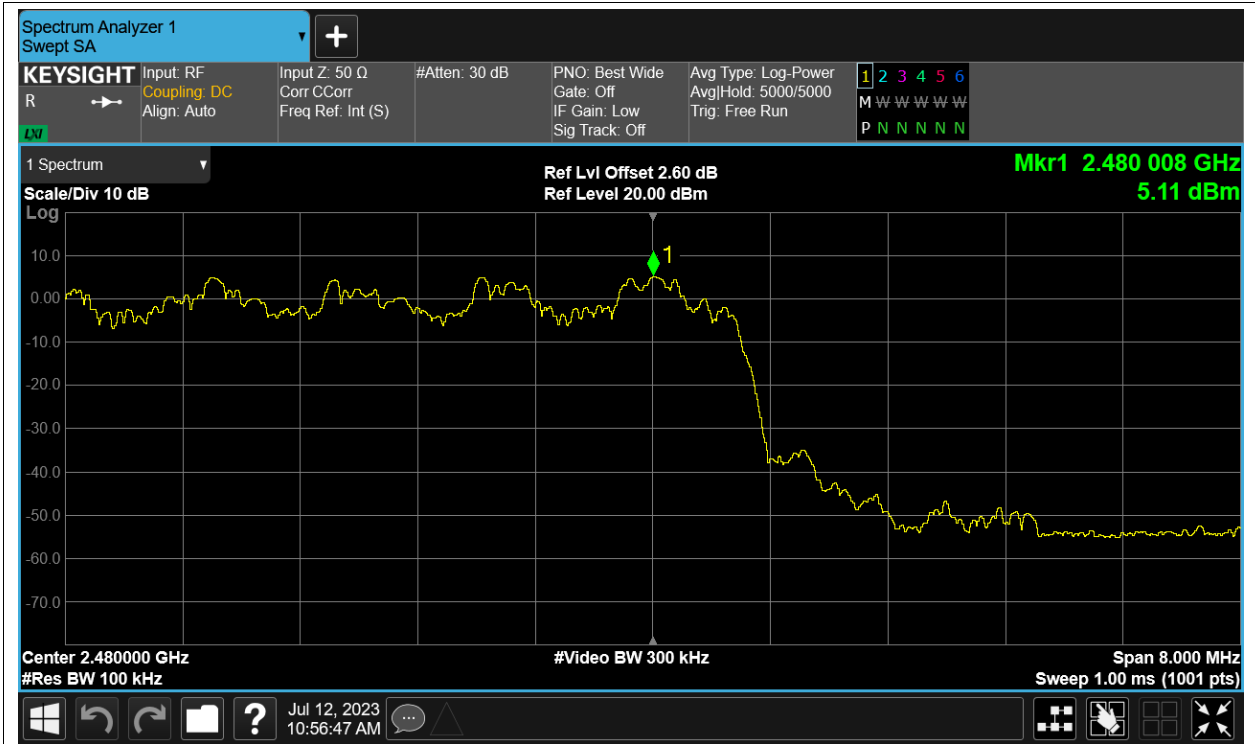 Spectrum Analyzer 1
Swept SA
KEYSIGHT
R
LXI
Input: RF
Coupling: DC
Align: Auto
Input Z: 50 Ω
Corr CCorr
Freq Ref: Int (S)
#Atten: 30 dB
PNO: Best Wide
Gate: Off
IF Gain: Low
Sig Track: Off
Avg Type: Log-Power
Avg|Hold: 5000/5000
Trig: Free Run
1 2 3 4 5 6
M W W W W W
P N N N N N
1 Spectrum
Scale/Div 10 dB
Log
Ref Lvl Offset 2.60 dB
Ref Level 20.00 dBm
Mkr1 2.480 008 GHz
5.11 dBm
1
10.0
0.00
-10.0
-20.0
-30.0
-40.0
-50.0
-60.0
-70.0
Center 2.480000 GHz
#Res BW 100 kHz
#Video BW 300 kHz
Span 8.000 MHz
Sweep 1.00 ms (1001 pts)
?
Jul 12, 2023
10:56:47 AM